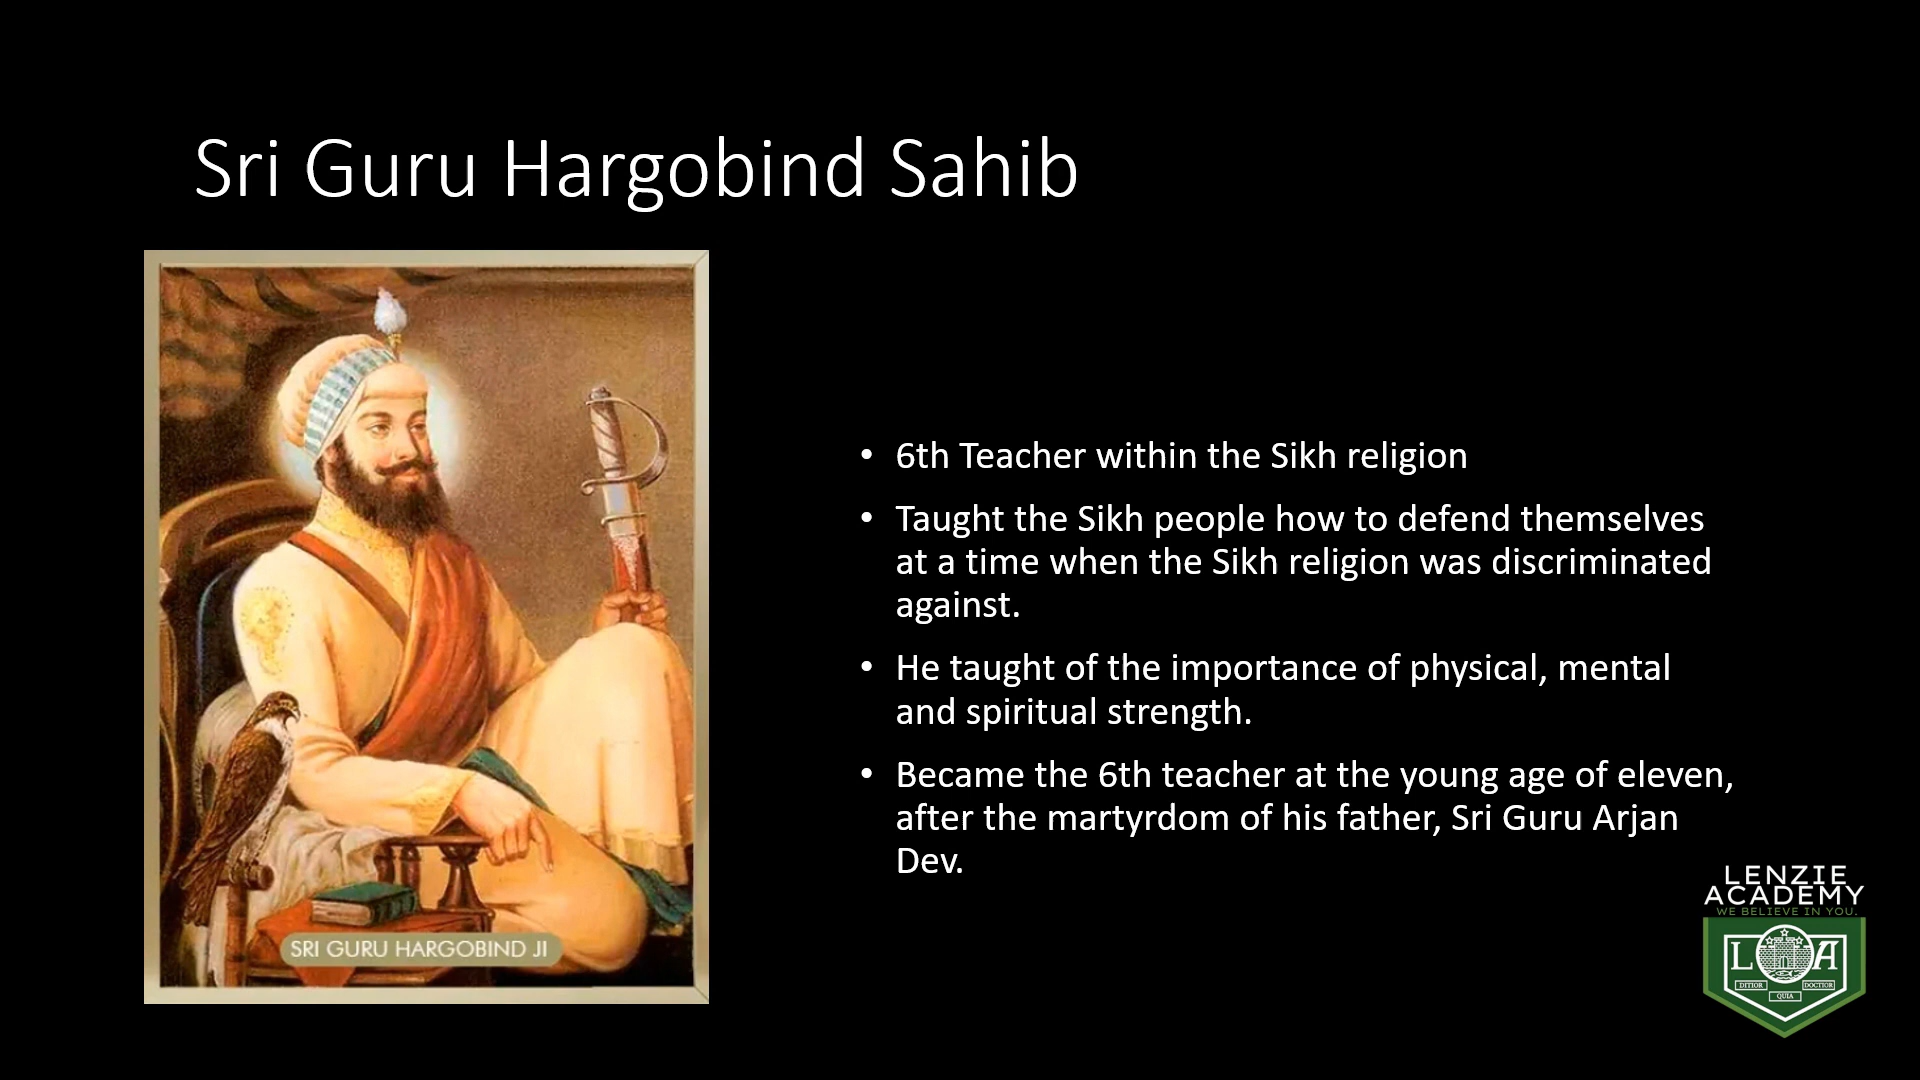 Sri Guru Hargobind Sahib
SRI GURU HARGOBIND JI
• 6th Teacher within the Sikh religion
• Taught the Sikh people how to defend themselves
at a time when the Sikh religion was discriminated
against.
• He taught of the importance of physical, mental
and spiritual strength.
• Became the 6th teacher at the young age of eleven,
after the martyrdom of his father, Sri Guru Arjan
Dev.
LENZIE
ACADEMY
WE BELIEVE IN YOU.
L A
DITIOR DOCTIOR
QUIA